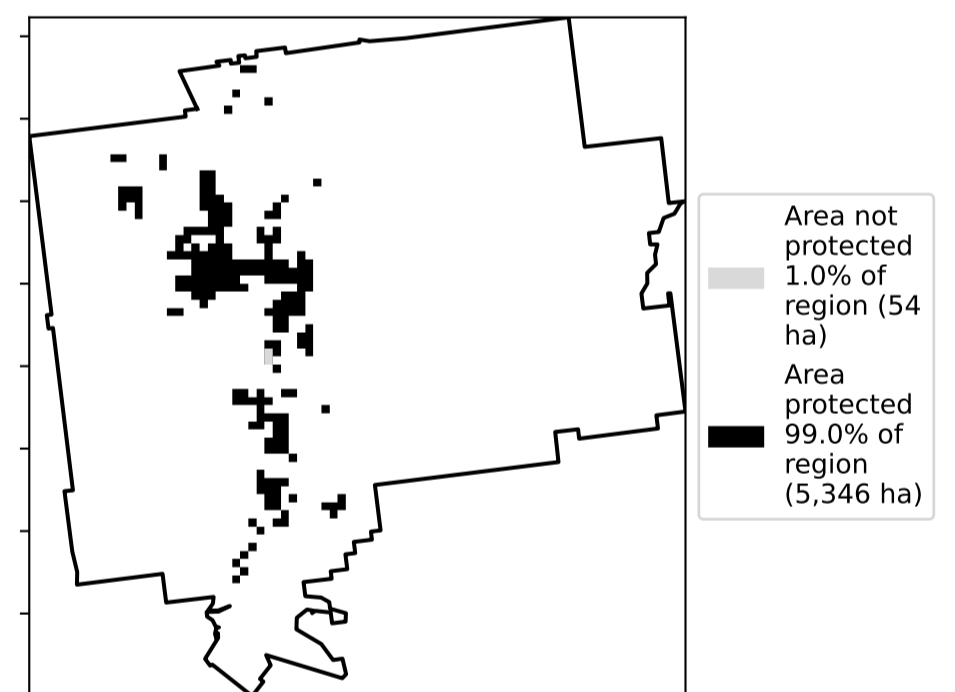 Area not
protected
1.0% of
region (54
ha)
Area
protected
99.0% of
region
(5,346 ha)